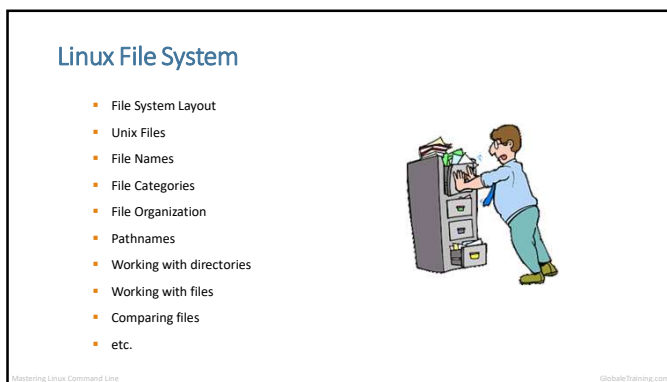 Linux File System
File System Layout
Unix Files
File Names
File Categories
File Organization
Pathnames
Working with directories
Working with files
Comparing files
etc.
Mastering Linux Command Line
GlobaleTraining.com